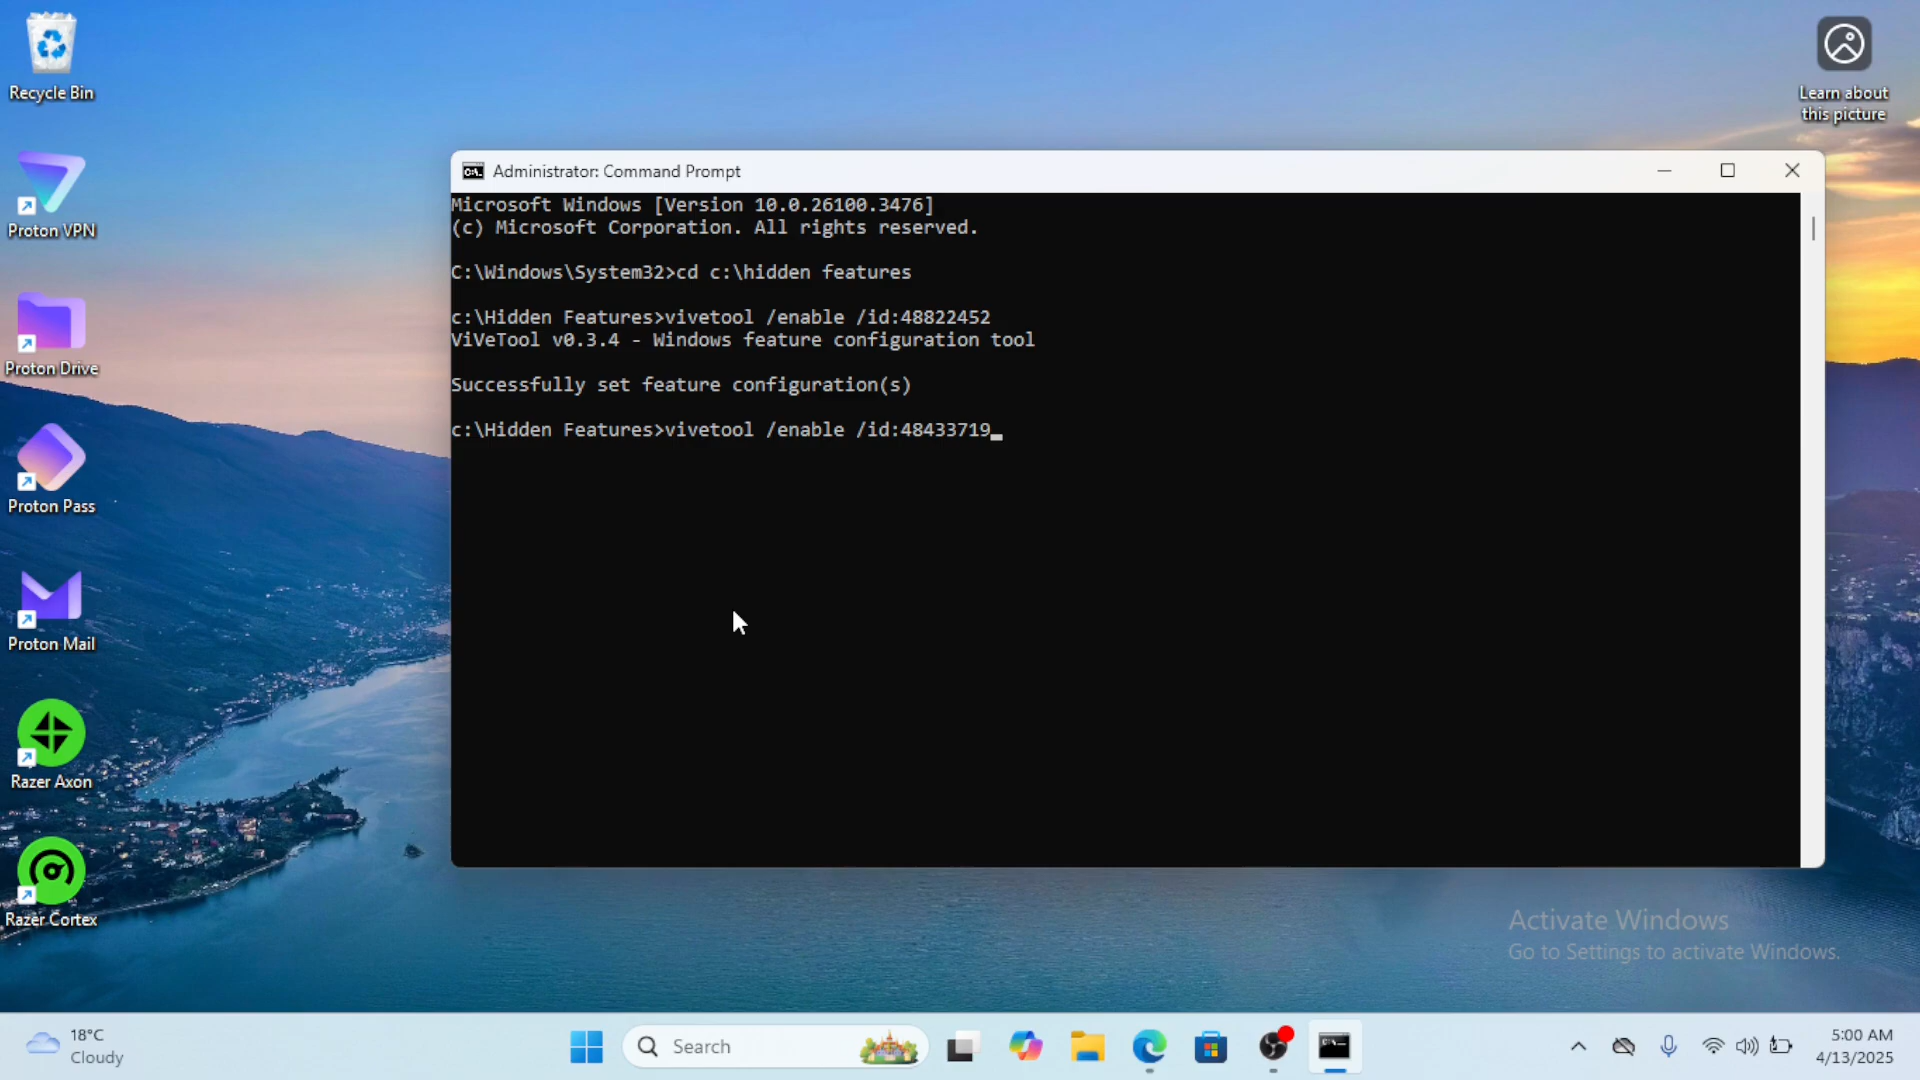 Recycle Bin
Proton VPN
Proton Drive
Proton Pass
Proton Mail
Razer Axon
Razer Cortex
Learn about
this picture
Administrator: Command Prompt
Microsoft Windows [Version 10.0.26100.3476]
(c) Microsoft Corporation. All rights reserved.
C:\Windows\System32>cd c:\hidden features
c:\Hidden Features>vivetool /enable /id:48822452
ViVeTool v0.3.4 - Windows feature configuration tool
Successfully set feature configuration(s)
c:\Hidden Features>vivetool /enable /id:48433719
Activate Windows
Go to Settings to activate Windows.
18°C
Cloudy
Search
5:00 AM
4/13/2025